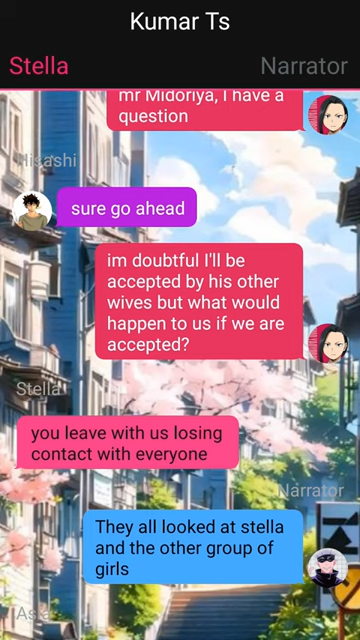 Kumar Ts
Stella
Narrator
mr Midoriya, I have a
question
Hisashi
sure go ahead
im doubtful I'll be
accepted by his other
wives but what would
happen to us if we are
accepted?
Stella
you leave with us losing
contact with everyone
Narrator
They all looked at stella
and the other group of
girls